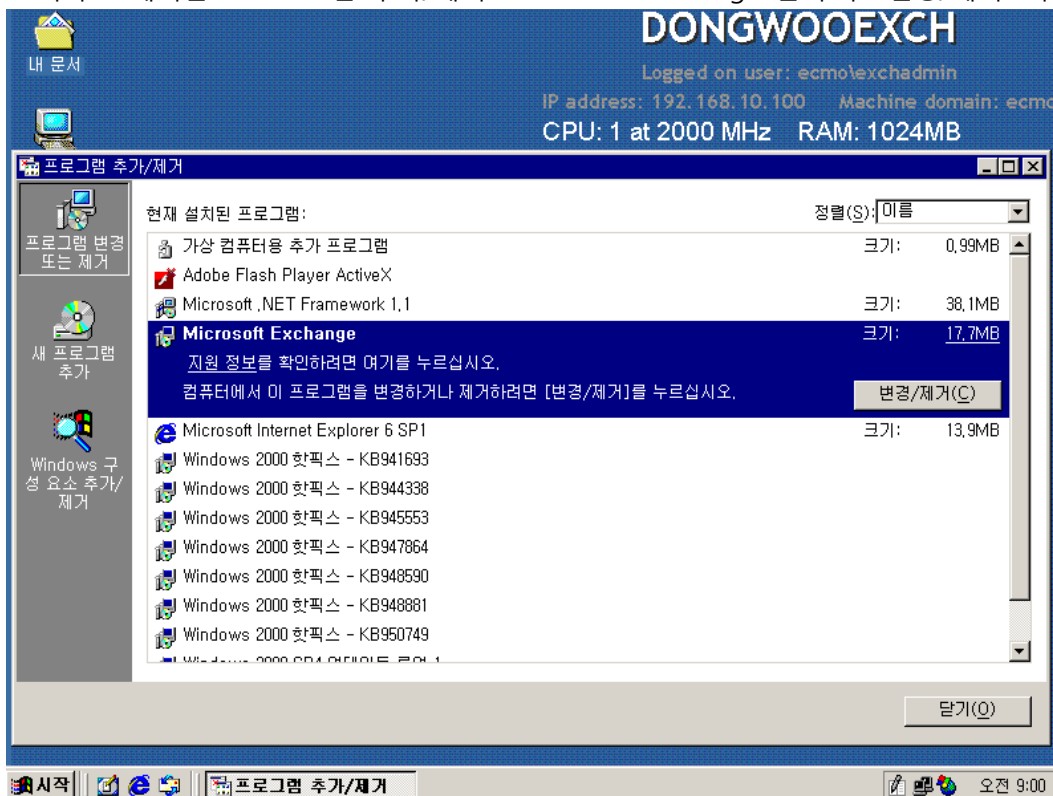 DONGWOOEXCH
내 문서
Logged on user: ecmo\exchadmin
IP address: 192.168.10.100 Machine domain: ecmo
CPU: 1 at 2000 MHz RAM: 1024MB
프로그램 추가/제거
프로그램 변경
또는 제거
새 프로그램
추가
Windows 구
성 요소 추가/
제거
현재 설치된 프로그램:
정렬(S): 이름
가상 컴퓨터용 추가 프로그램 크기: 0,99MB
Adobe Flash Player ActiveX
Microsoft .NET Framework 1,1 크기: 38,1MB
Microsoft Exchange 크기: 17,7MB
지원 정보를 확인하려면 여기를 누르십시오.
컴퓨터에서 이 프로그램을 변경하거나 제거하려면 [변경/제거]를 누르십시오.
변경/제거(C)
Microsoft Internet Explorer 6 SP1 크기: 13,9MB
Windows 2000 핫픽스 - KB941693
Windows 2000 핫픽스 - KB944338
Windows 2000 핫픽스 - KB945553
Windows 2000 핫픽스 - KB947864
Windows 2000 핫픽스 - KB948590
Windows 2000 핫픽스 - KB948881
Windows 2000 핫픽스 - KB950749
닫기(O)
시작
프로그램 추가/제거
오전 9:00